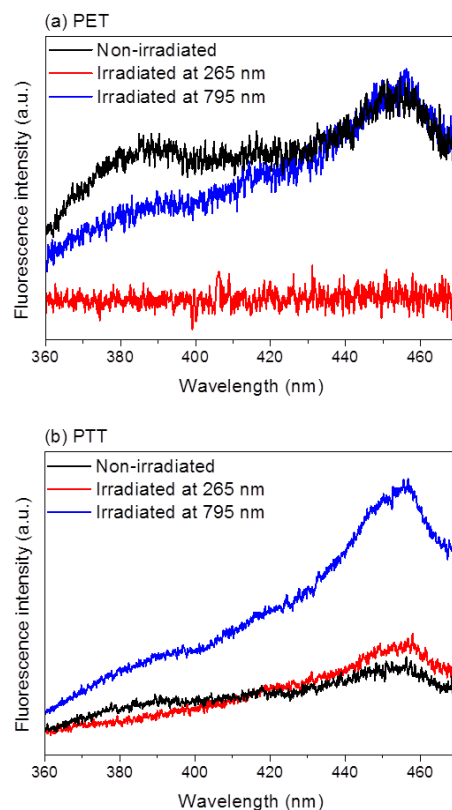 (a) PET
Non-irradiated
Irradiated at 265 nm
Irradiated at 795 nm
Fluorescence intensity (a.u.)
360 380 400 420 440 460
Wavelength (nm)
(b) PTT
Non-irradiated
Irradiated at 265 nm
Irradiated at 795 nm
Fluorescence intensity (a.u.)
360 380 400 420 440 460
Wavelength (nm)